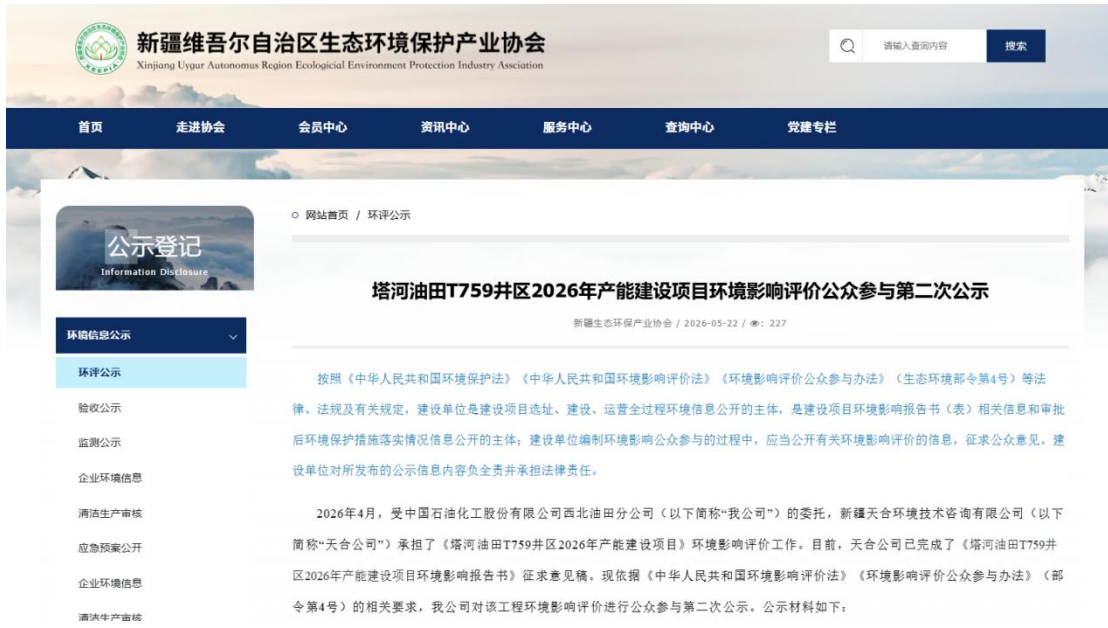 新疆维吾尔自治区生态环境保护产业协会
Xinjiang Uygur Autonomus Region Ecologicial Environment Protection Industry Assciation
XEEPIA
请输入查询内容
搜索
首页 走进协会 会员中心 资讯中心 服务中心 查询中心 党建专栏
公示登记
Information Disclosure
网站首页 / 环评公示
塔河油田T759井区2026年产能建设项目环境影响评价公众参与第二次公示
新疆生态环保产业协会 / 2026-05-22 / : 227
环境信息公示
环评公示
验收公示
监测公示
企业环境信息
清洁生产审核
应急预案公开
企业环境信息
清洁生产审核
按照《中华人民共和国环境保护法》《中华人民共和国环境影响评价法》《环境影响评价公众参与办法》（生态环境部令第4号）等法
律、法规及有关规定，建设单位是建设项目选址、建设、运营全过程环境信息公开的主体，是建设项目环境影响报告书（表）相关信息和审批
后环境保护措施落实情况信息公开的主体；建设单位编制环境影响公众参与的过程中，应当公开有关环境影响评价的信息，征求公众意见。建
设单位对所发布的公示信息内容负全责并承担法律责任。
2026年4月，受中国石油化工股份有限公司西北油田分公司（以下简称“我公司”）的委托，新疆天合环境技术咨询有限公司（以下
简称“天合公司”）承担了《塔河油田T759井区2026年产能建设项目》环境影响评价工作。目前，天合公司已完成了《塔河油田T759井
区2026年产能建设项目环境影响报告书》征求意见稿。现依据《中华人民共和国环境影响评价法》《环境影响评价公众参与办法》（部
令第4号）的相关要求，我公司对该工程环境影响评价进行公众参与第二次公示。公示材料如下：